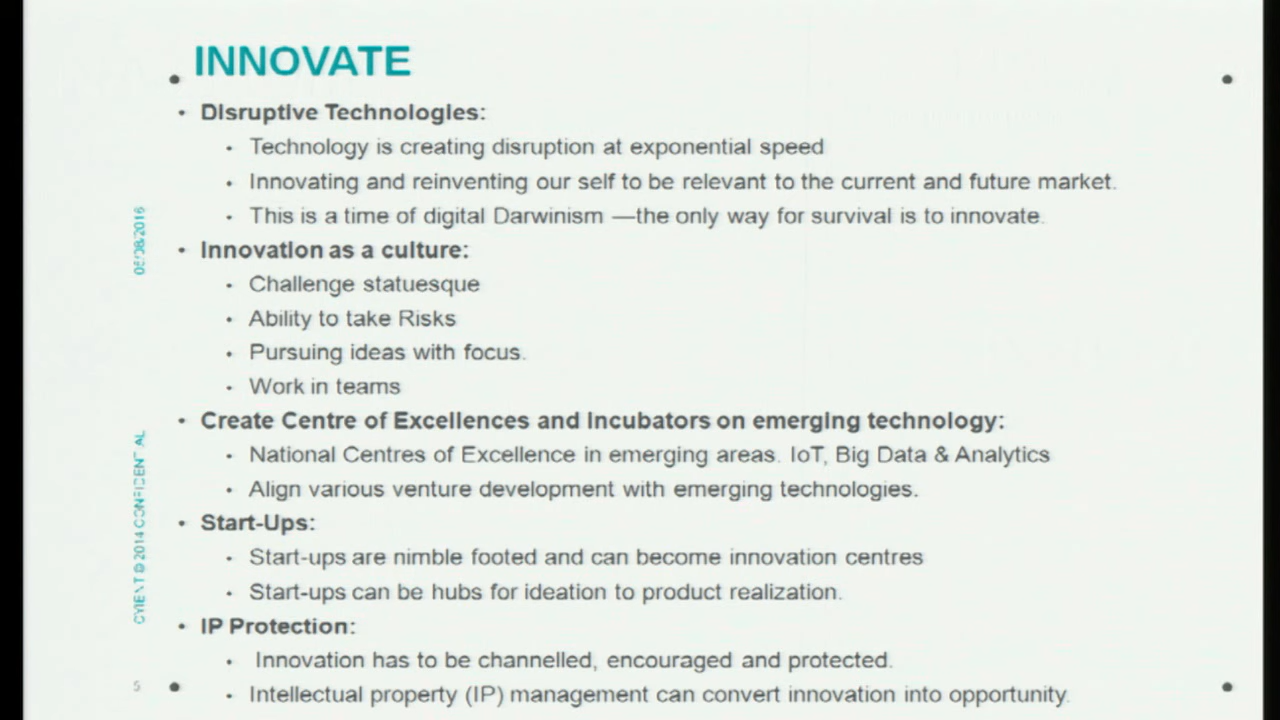 INNOVATE
• Disruptive Technologies:
• Technology is creating disruption at exponential speed
• Innovating and reinventing our self to be relevant to the current and future market.
• This is a time of digital Darwinism —the only way for survival is to innovate.
• Innovation as a culture:
• Challenge statuesque
• Ability to take Risks
• Pursuing ideas with focus.
• Work in teams
• Create Centre of Excellences and Incubators on emerging technology:
• National Centres of Excellence in emerging areas. IoT, Big Data & Analytics
• Align various venture development with emerging technologies.
• Start-Ups:
• Start-ups are nimble footed and can become innovation centres
• Start-ups can be hubs for ideation to product realization.
• IP Protection:
• Innovation has to be channelled, encouraged and protected.
• Intellectual property (IP) management can convert innovation into opportunity.
CYIENT © 2014 CONFIDENTIAL
5